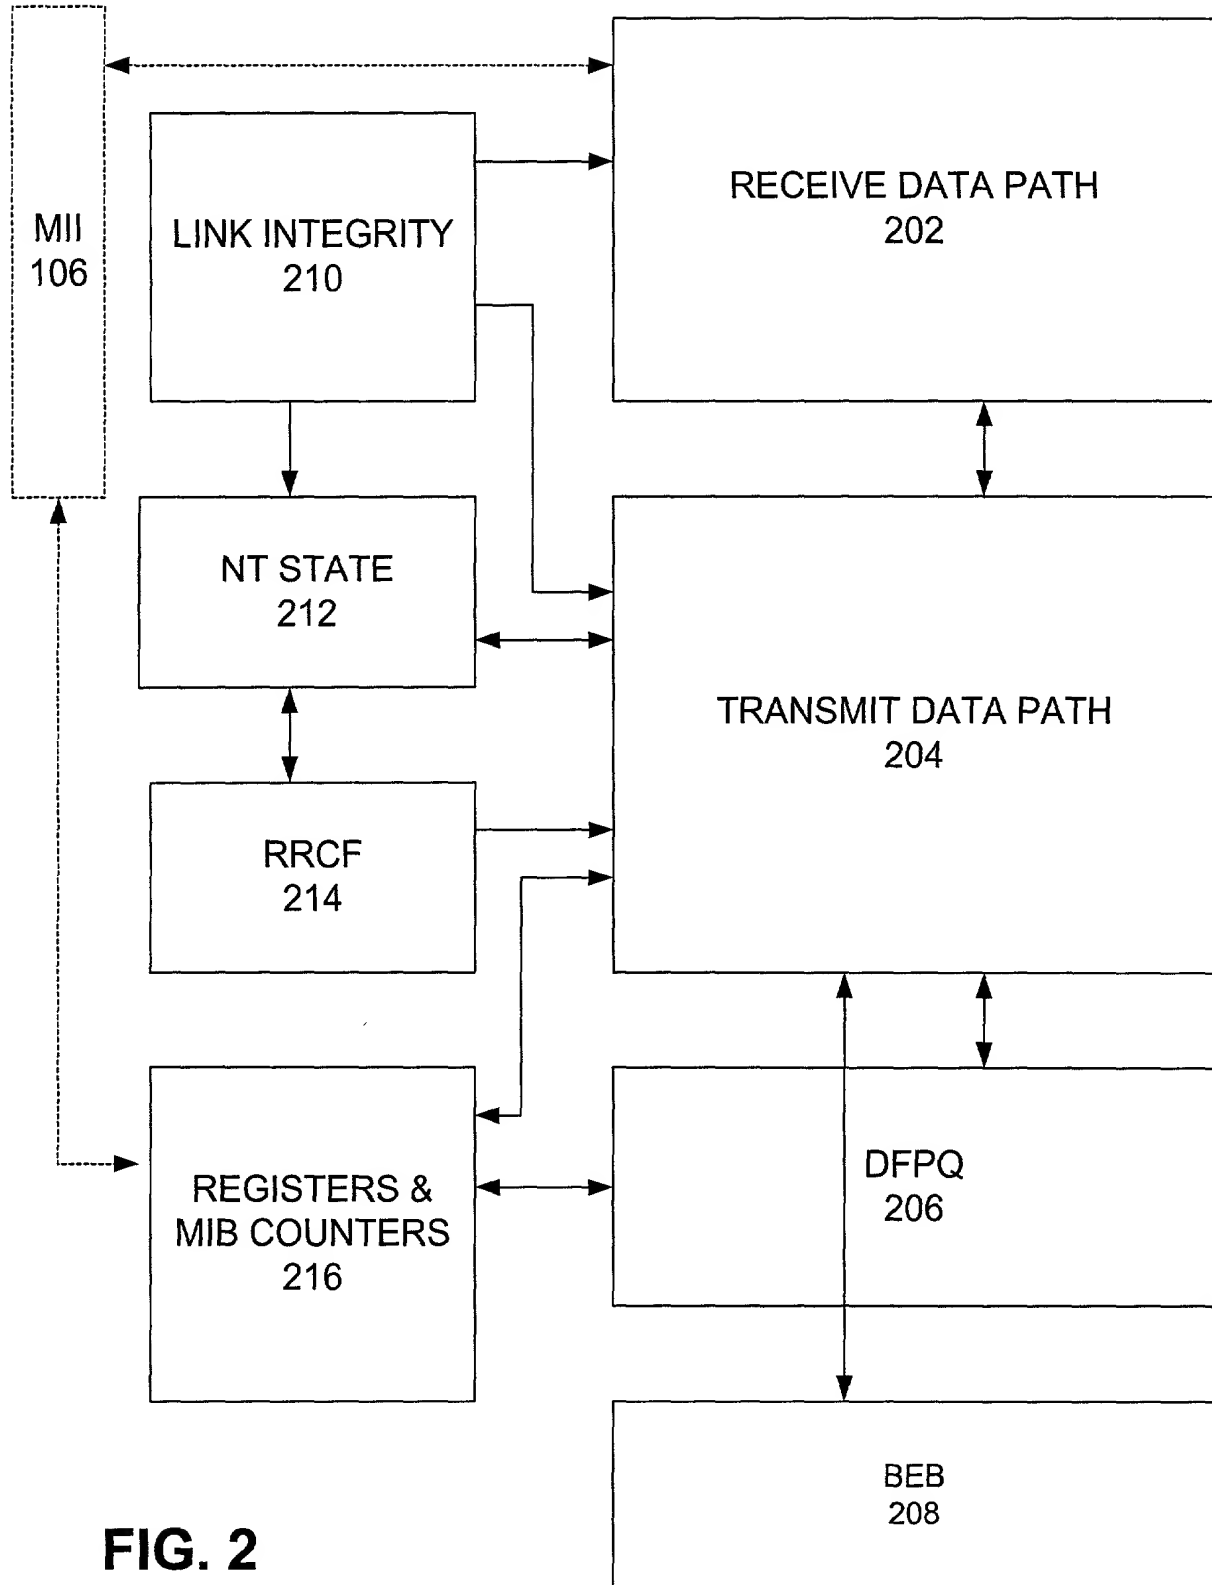 MII
106
LINK INTEGRITY
210
RECEIVE DATA PATH
202
NT STATE
212
TRANSMIT DATA PATH
204
RRCF
214
REGISTERS &
MIB COUNTERS
216
DFPQ
206
BEB
208
FIG. 2